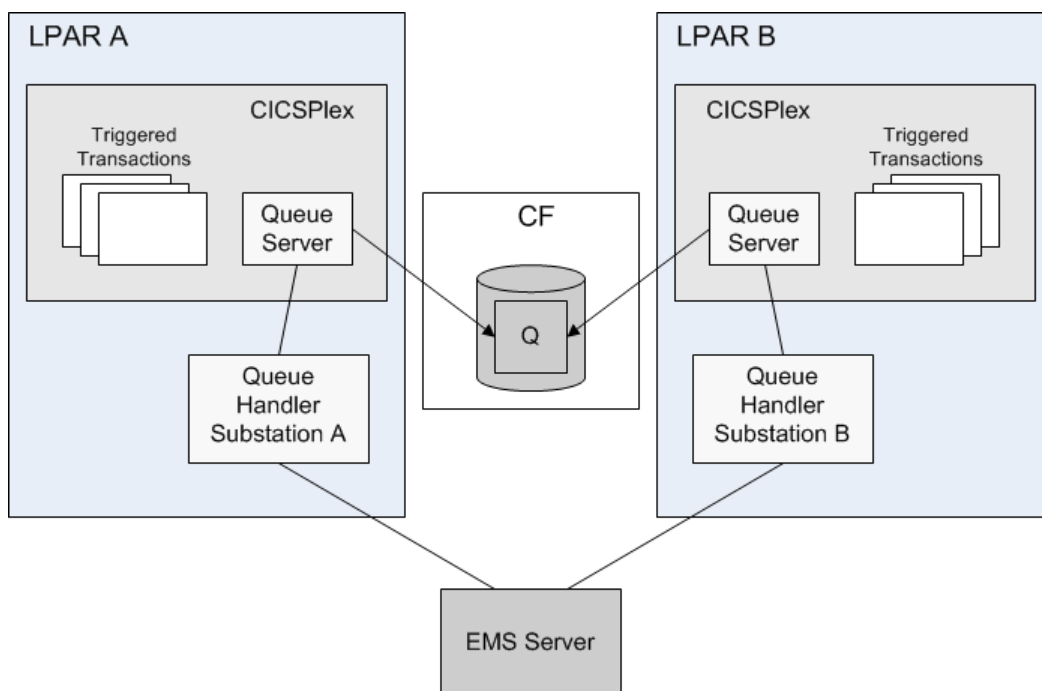 LPAR A
CICSPlex
Triggered
Transactions
Queue
Server
Queue
Handler
Substation A
CF
Q
LPAR B
CICSPlex
Triggered
Transactions
Queue
Server
Queue
Handler
Substation B
EMS Server